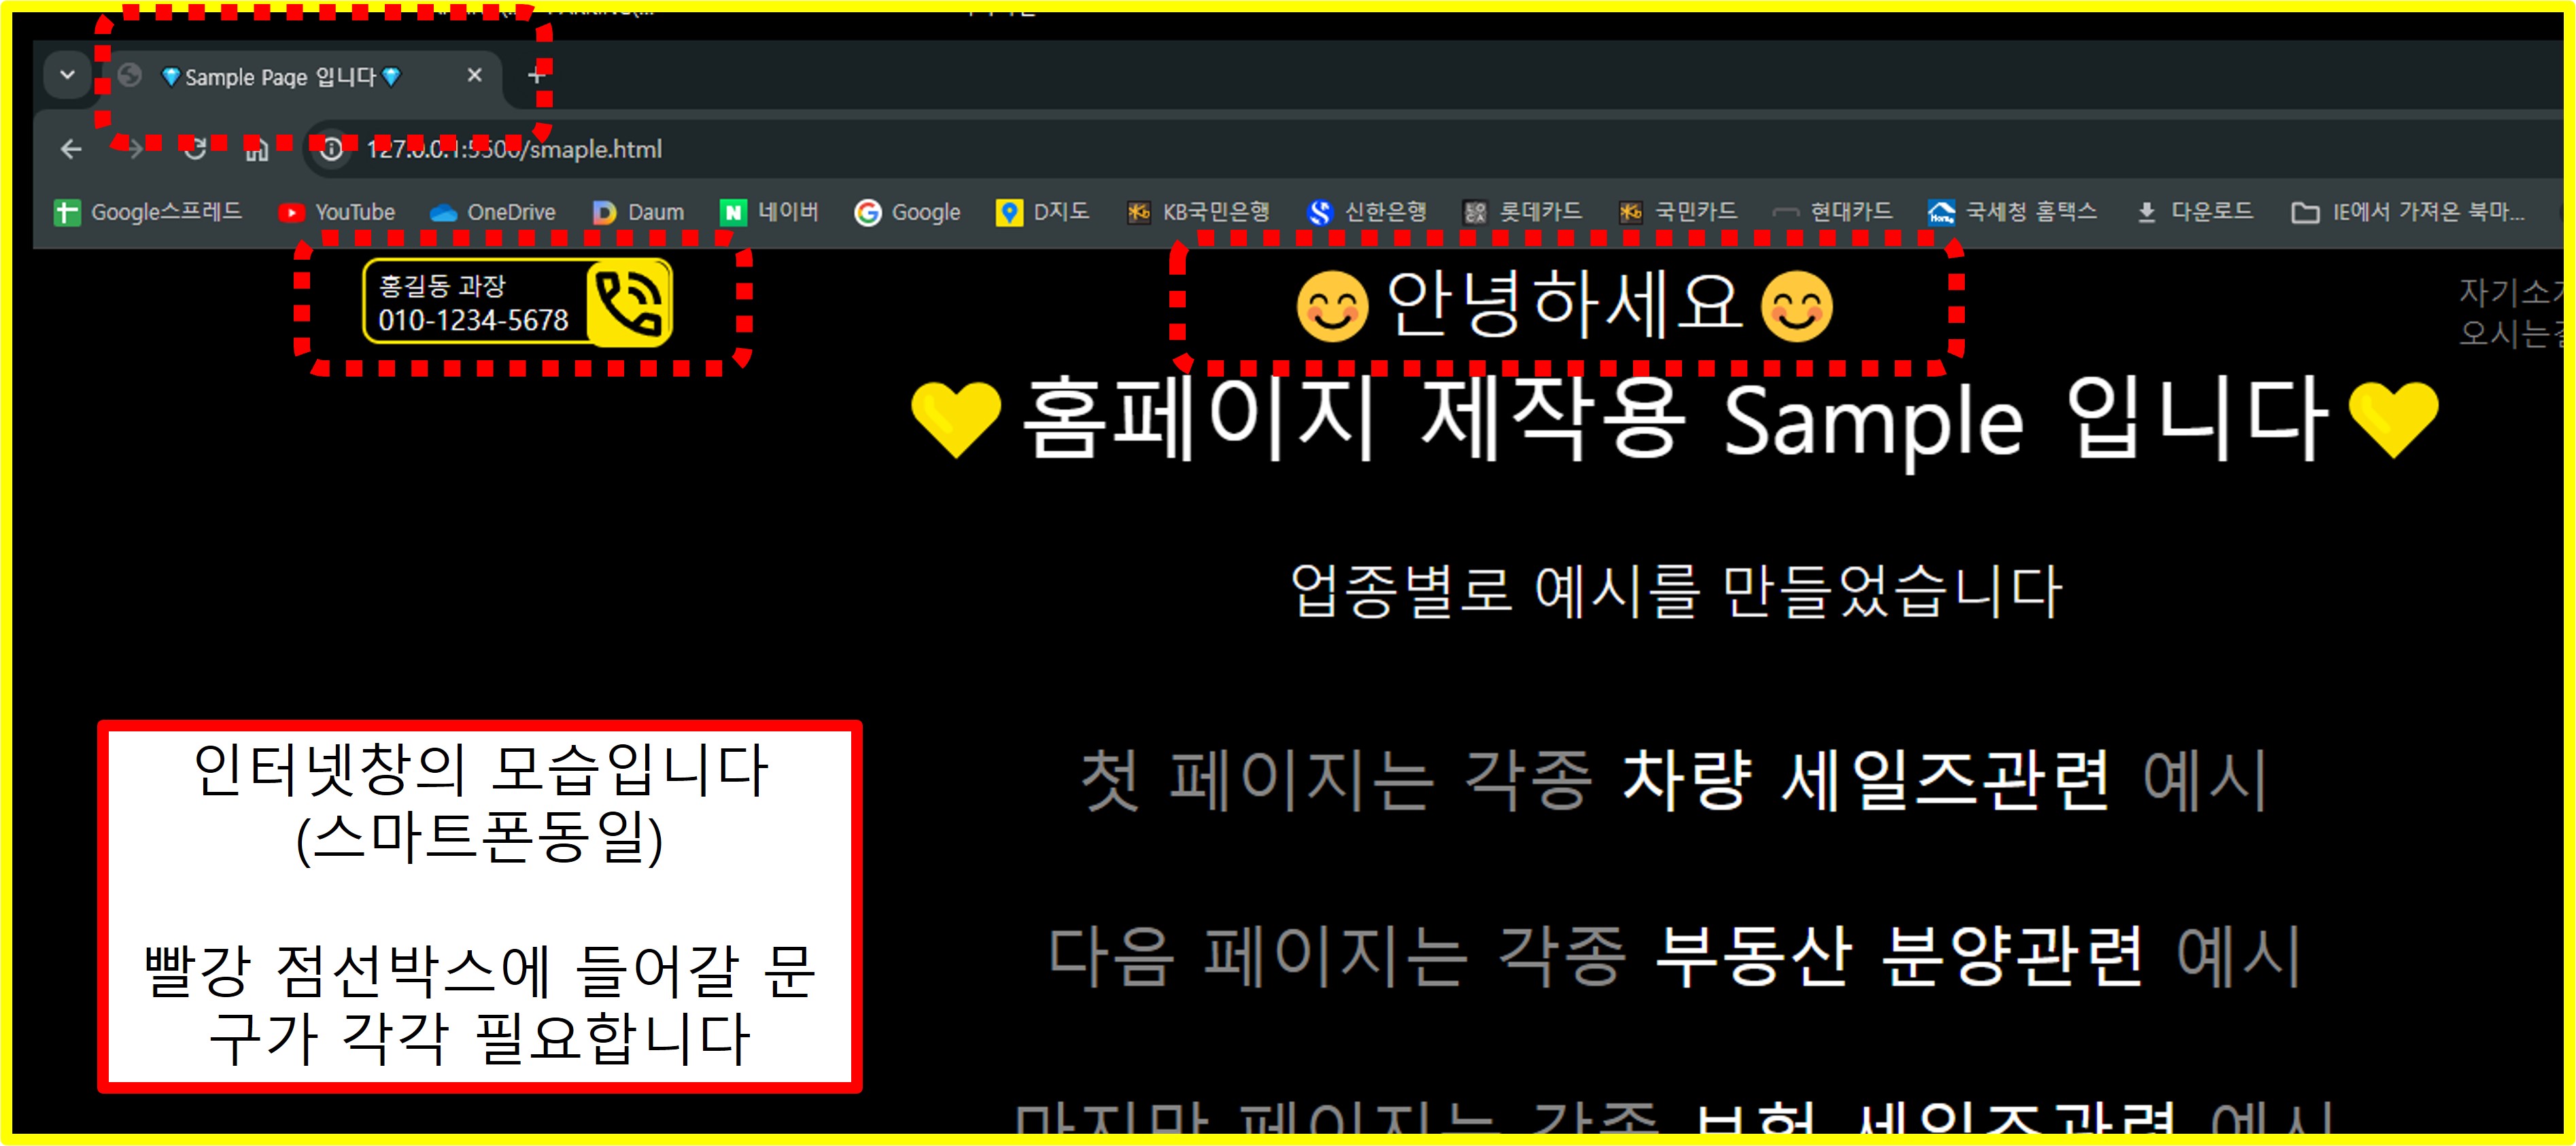 💎Sample Page 입니다💎
127.0.0.1:5500/smaple.html
Google스프레드 YouTube OneDrive Daum 네이버 Google D지도 KB국민은행 신한은행 롯데카드 국민카드 현대카드 국세청 홈택스 다운로드 IE에서 가져온 북마...
홍길동 과장
010-1234-5678
😊안녕하세요😊
자기소개
오시는길
💛홈페이지 제작용 Sample 입니다💛
업종별로 예시를 만들었습니다
첫 페이지는 각종 차량 세일즈관련 예시
다음 페이지는 각종 부동산 분양관련 예시
마지막 페이지는 각종 보험 세일즈관련 예시
인터넷창의 모습입니다
(스마트폰동일)
빨강 점선박스에 들어갈 문
구가 각각 필요합니다